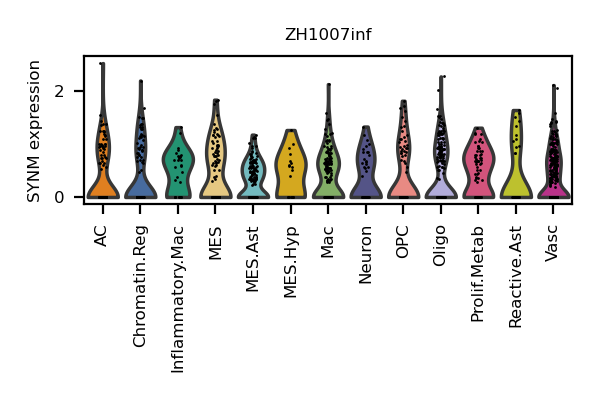 ZH1007inf
SYNM expression
2
0
AC
Chromatin.Reg
Inflammatory.Mac
MES
MES.Ast
MES.Hyp
Mac
Neuron
OPC
Oligo
Prolif.Metab
Reactive.Ast
Vasc